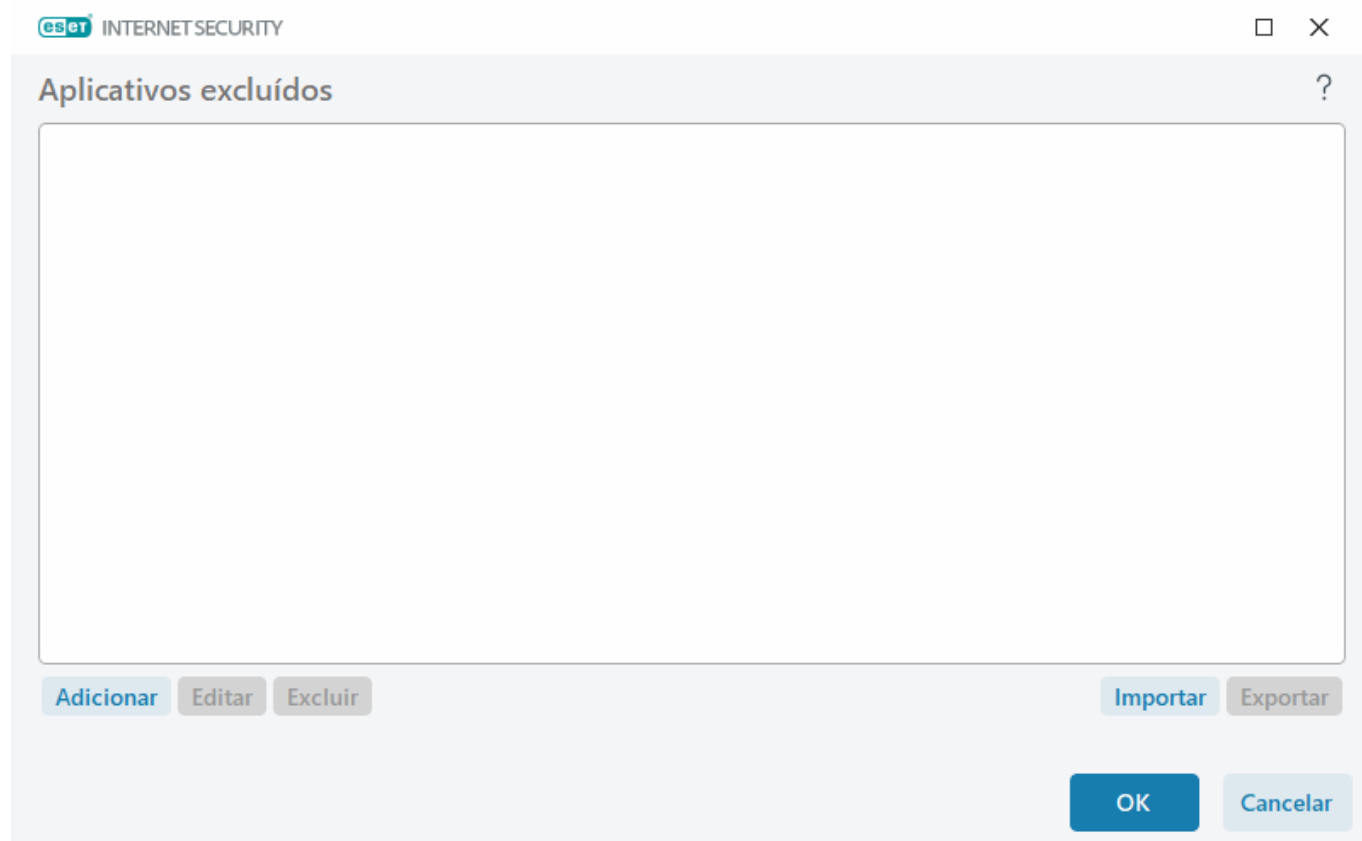 eset INTERNET SECURITY
Aplicativos excluídos
?
Adicionar Editar Excluir Importar Exportar
OK Cancelar